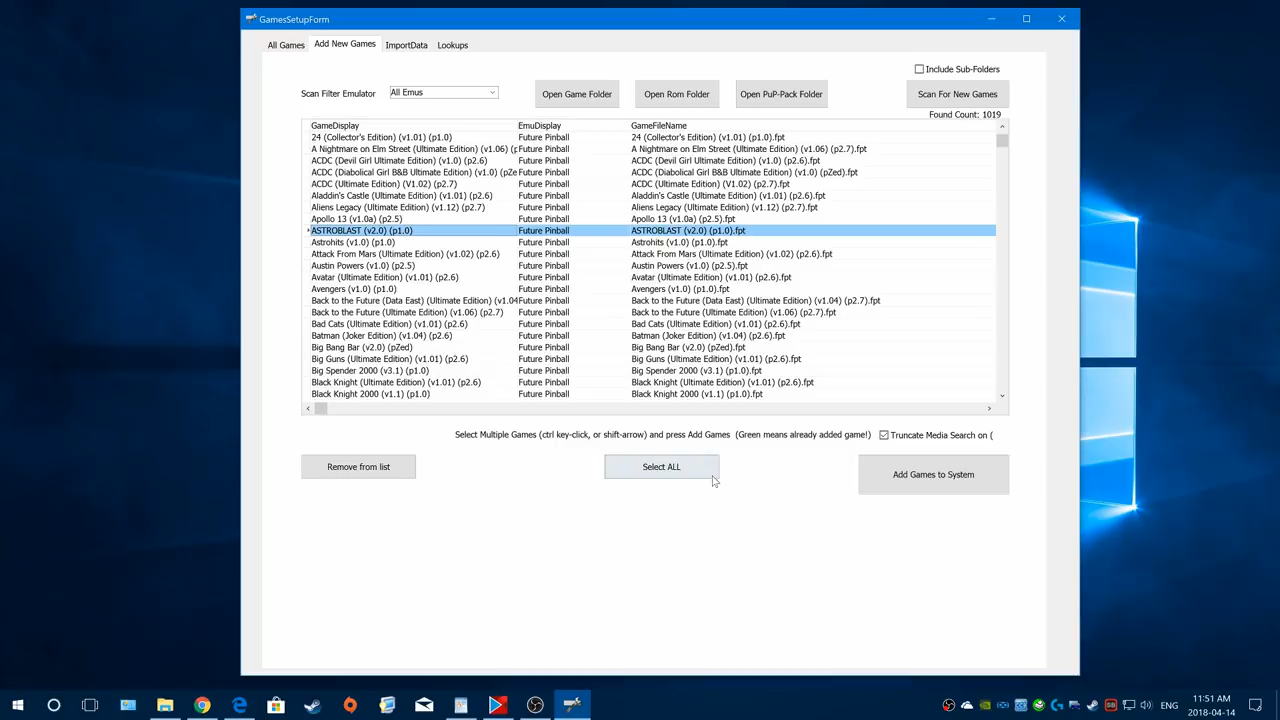 GamesSetupForm
All Games Add New Games ImportData Lookups
Include Sub-Folders
Scan Filter Emulator All Emus Open Game Folder Open Rom Folder Open PuP-Pack Folder Scan For New Games
Found Count: 1019
GameDisplay EmuDisplay GameFileName
24 (Collector's Edition) (v1.01) (p1.0) Future Pinball 24 (Collector's Edition) (v1.01) (p1.0).fpt
A Nightmare on Elm Street (Ultimate Edition) (v1.06) (p Future Pinball A Nightmare on Elm Street (Ultimate Edition) (v1.06) (p2.7).fpt
ACDC (Devil Girl Ultimate Edition) (v1.0) (p2.6) Future Pinball ACDC (Devil Girl Ultimate Edition) (v1.0) (p2.6).fpt
ACDC (Diabolical Girl B&B Ultimate Edition) (v1.0) (pZe Future Pinball ACDC (Diabolical Girl B&B Ultimate Edition) (v1.0) (pZed).fpt
ACDC (Ultimate Edition) (V1.02) (p2.7) Future Pinball ACDC (Ultimate Edition) (V1.02) (p2.7).fpt
Aladdin's Castle (Ultimate Edition) (v1.01) (p2.6) Future Pinball Aladdin's Castle (Ultimate Edition) (v1.01) (p2.6).fpt
Aliens Legacy (Ultimate Edition) (v1.12) (p2.7) Future Pinball Aliens Legacy (Ultimate Edition) (v1.12) (p2.7).fpt
Apollo 13 (v1.0a) (p2.5) Future Pinball Apollo 13 (v1.0a) (p2.5).fpt
ASTROBLAST (v2.0) (p1.0) Future Pinball ASTROBLAST (v2.0) (p1.0).fpt
Astrohits (v1.0) (p1.0) Future Pinball Astrohits (v1.0) (p1.0).fpt
Attack From Mars (Ultimate Edition) (v1.02) (p2.6) Future Pinball Attack From Mars (Ultimate Edition) (v1.02) (p2.6).fpt
Austin Powers (v1.0) (p2.5) Future Pinball Austin Powers (v1.0) (p2.5).fpt
Avatar (Ultimate Edition) (v1.01) (p2.6) Future Pinball Avatar (Ultimate Edition) (v1.01) (p2.6).fpt
Avengers (v1.0) (p1.0) Future Pinball Avengers (v1.0) (p1.0).fpt
Back to the Future (Data East) (Ultimate Edition) (v1.04 Future Pinball Back to the Future (Data East) (Ultimate Edition) (v1.04) (p2.7).fpt
Back to the Future (Ultimate Edition) (v1.06) (p2.7) Future Pinball Back to the Future (Ultimate Edition) (v1.06) (p2.7).fpt
Bad Cats (Ultimate Edition) (v1.01) (p2.6) Future Pinball Bad Cats (Ultimate Edition) (v1.01) (p2.6).fpt
Batman (Joker Edition) (v1.04) (p2.6) Future Pinball Batman (Joker Edition) (v1.04) (p2.6).fpt
Big Bang Bar (v2.0) (pZed) Future Pinball Big Bang Bar (v2.0) (pZed).fpt
Big Guns (Ultimate Edition) (v1.01) (p2.6) Future Pinball Big Guns (Ultimate Edition) (v1.01) (p2.6).fpt
Big Spender 2000 (v3.1) (p1.0) Future Pinball Big Spender 2000 (v3.1) (p1.0).fpt
Black Knight (Ultimate Edition) (v1.01) (p2.6) Future Pinball Black Knight (Ultimate Edition) (v1.01) (p2.6).fpt
Black Knight 2000 (v1.1) (p1.0) Future Pinball Black Knight 2000 (v1.1) (p1.0).fpt
Select Multiple Games (ctrl key-click, or shift-arrow) and press Add Games (Green means already added game!) Truncate Media Search on (
Remove from list Select ALL Add Games to System
ENG 11:51 AM
2018-04-14